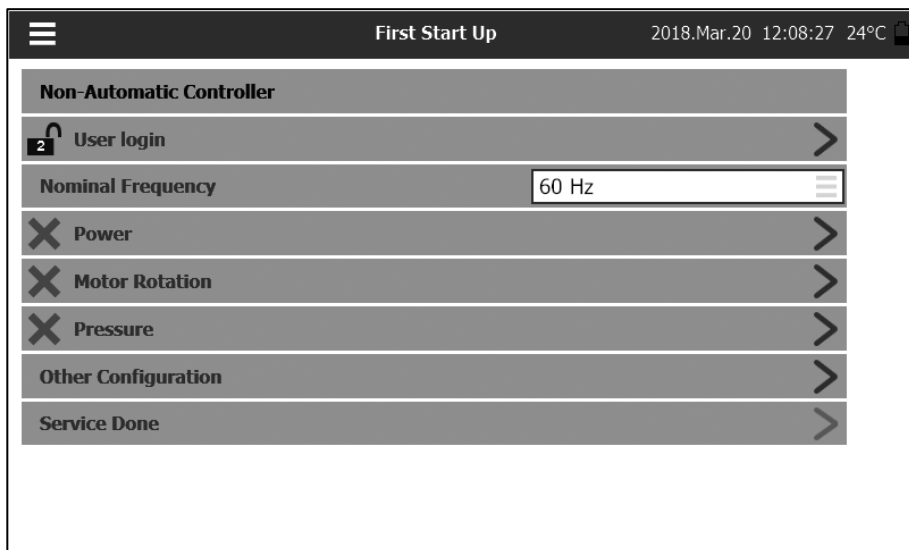 First Start Up 2018.Mar.20 12:08:27 24°C
Non-Automatic Controller
2 User login
Nominal Frequency 60 Hz
Power
Motor Rotation
Pressure
Other Configuration
Service Done